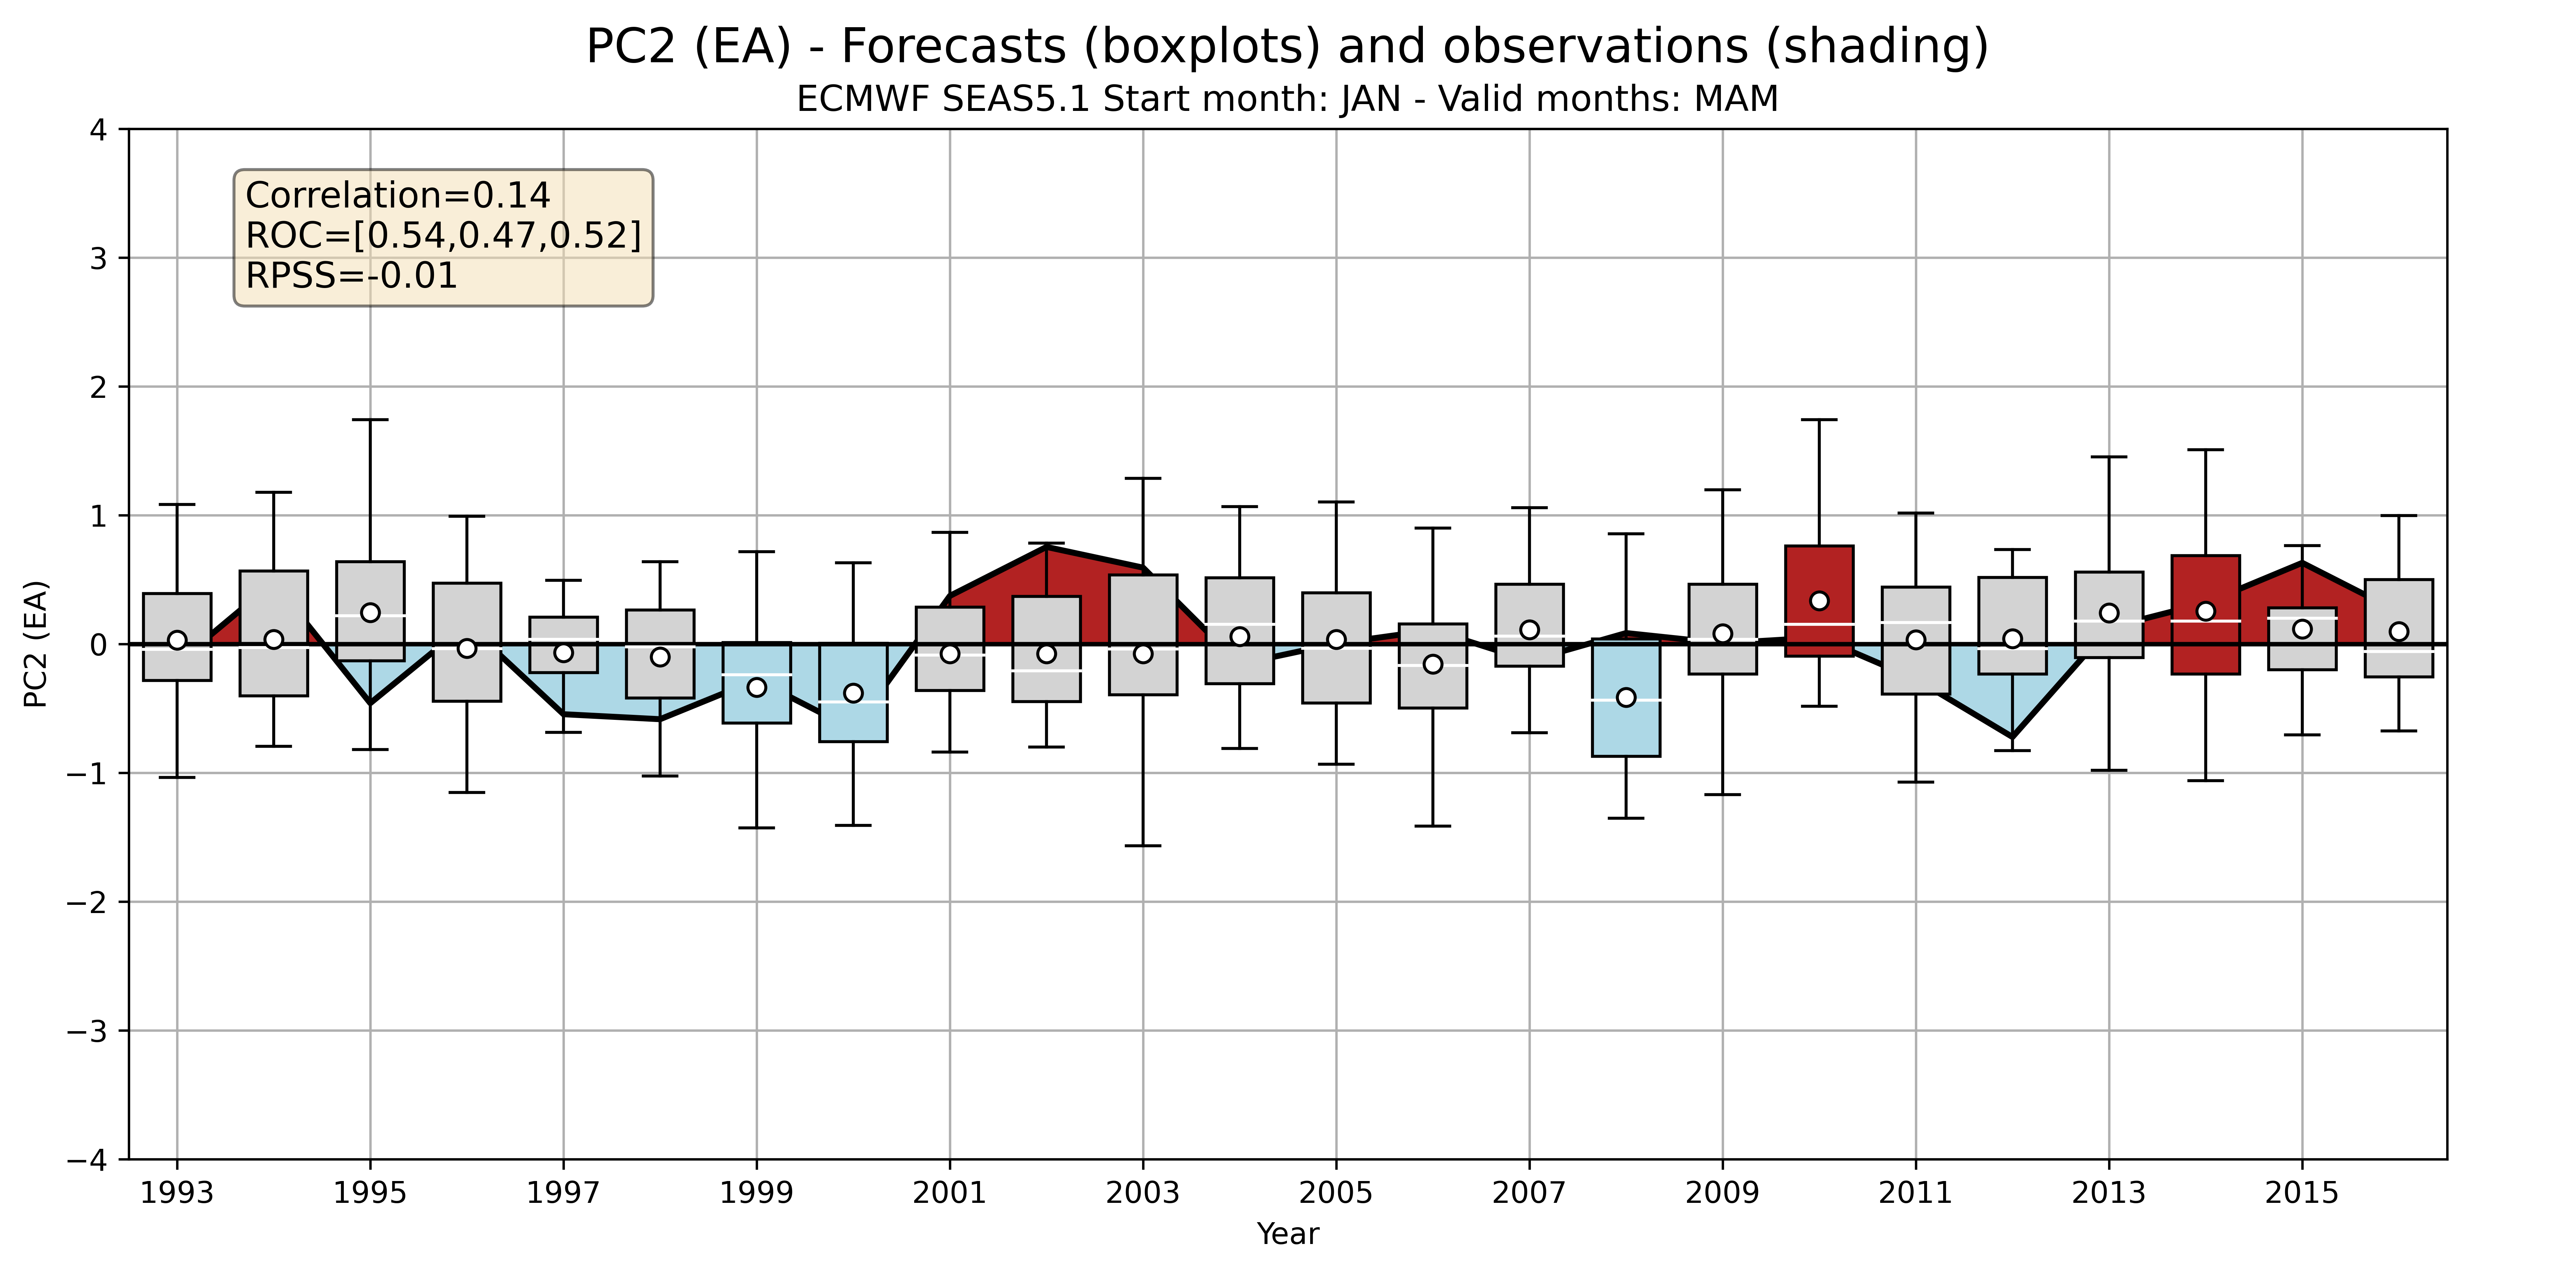 PC2 (EA) - Forecasts (boxplots) and observations (shading)
ECMWF SEAS5.1 Start month: JAN - Valid months: MAM
Correlation=0.14
ROC=[0.54,0.47,0.52]
RPSS=-0.01
PC2 (EA)
4
3
2
1
0
−1
−2
−3
−4
1993 1995 1997 1999 2001 2003 2005 2007 2009 2011 2013 2015
Year